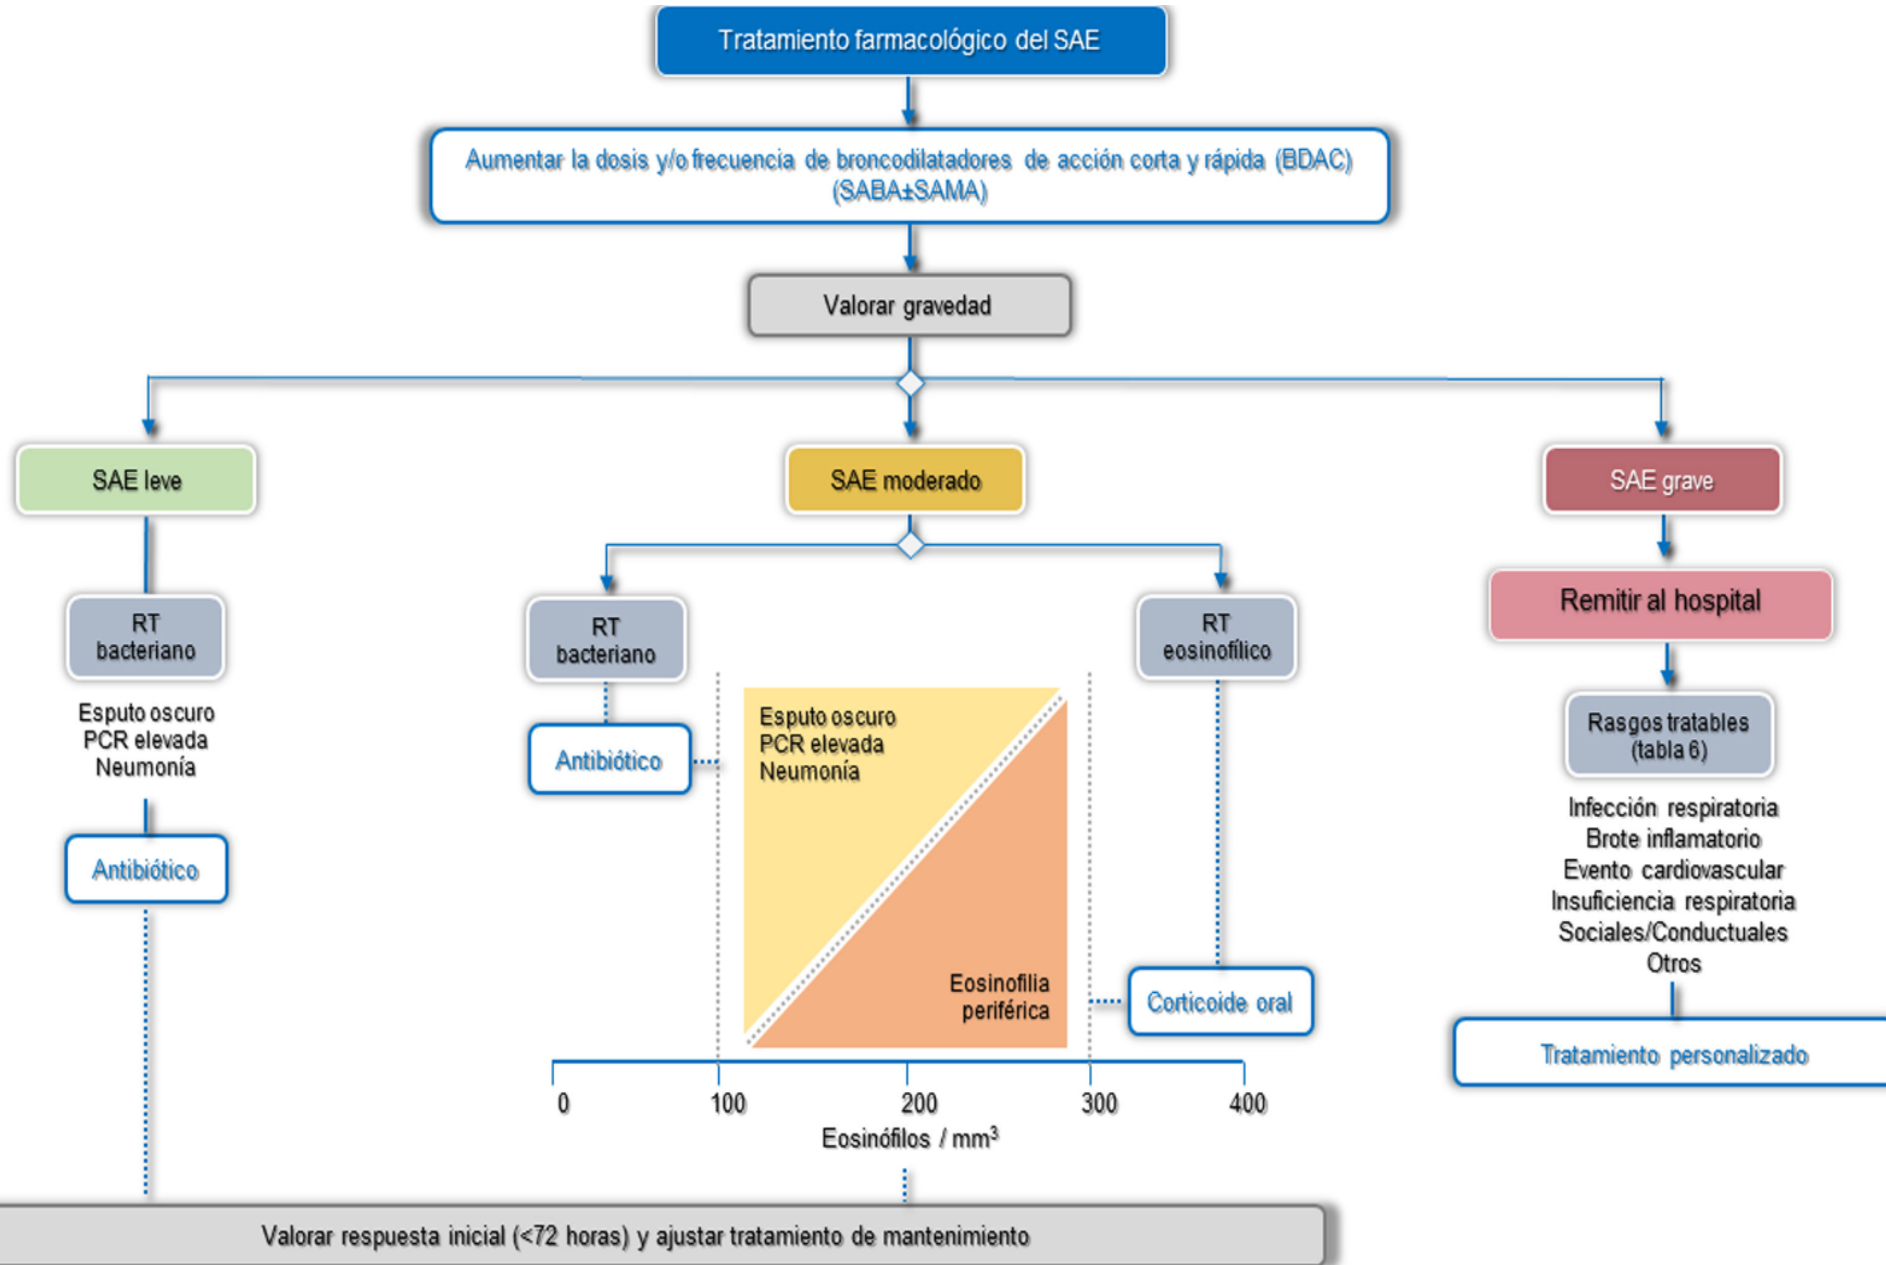 Tratamiento farmacológico del SAE
Aumentar la dosis y/o frecuencia de broncodilatadores de acción corta y rápida (BDAC)
(SABA±SAMA)
Valorar gravedad
SAE leve
SAE moderado
SAE grave
RT
bacteriano
Esputo oscuro
PCR elevada
Neumonía
Antibiótico
RT
bacteriano
Antibiótico
RT
eosinofílico
Esputo oscuro
PCR elevada
Neumonía
Eosinofilia
periférica
Corticoide oral
0 100 200 300 400
Eosinófilos / mm³
Remitir al hospital
Rasgos tratables
(tabla 6)
Infección respiratoria
Brote inflamatorio
Evento cardiovascular
Insuficiencia respiratoria
Sociales/Conductuales
Otros
Tratamiento personalizado
Valorar respuesta inicial (<72 horas) y ajustar tratamiento de mantenimiento